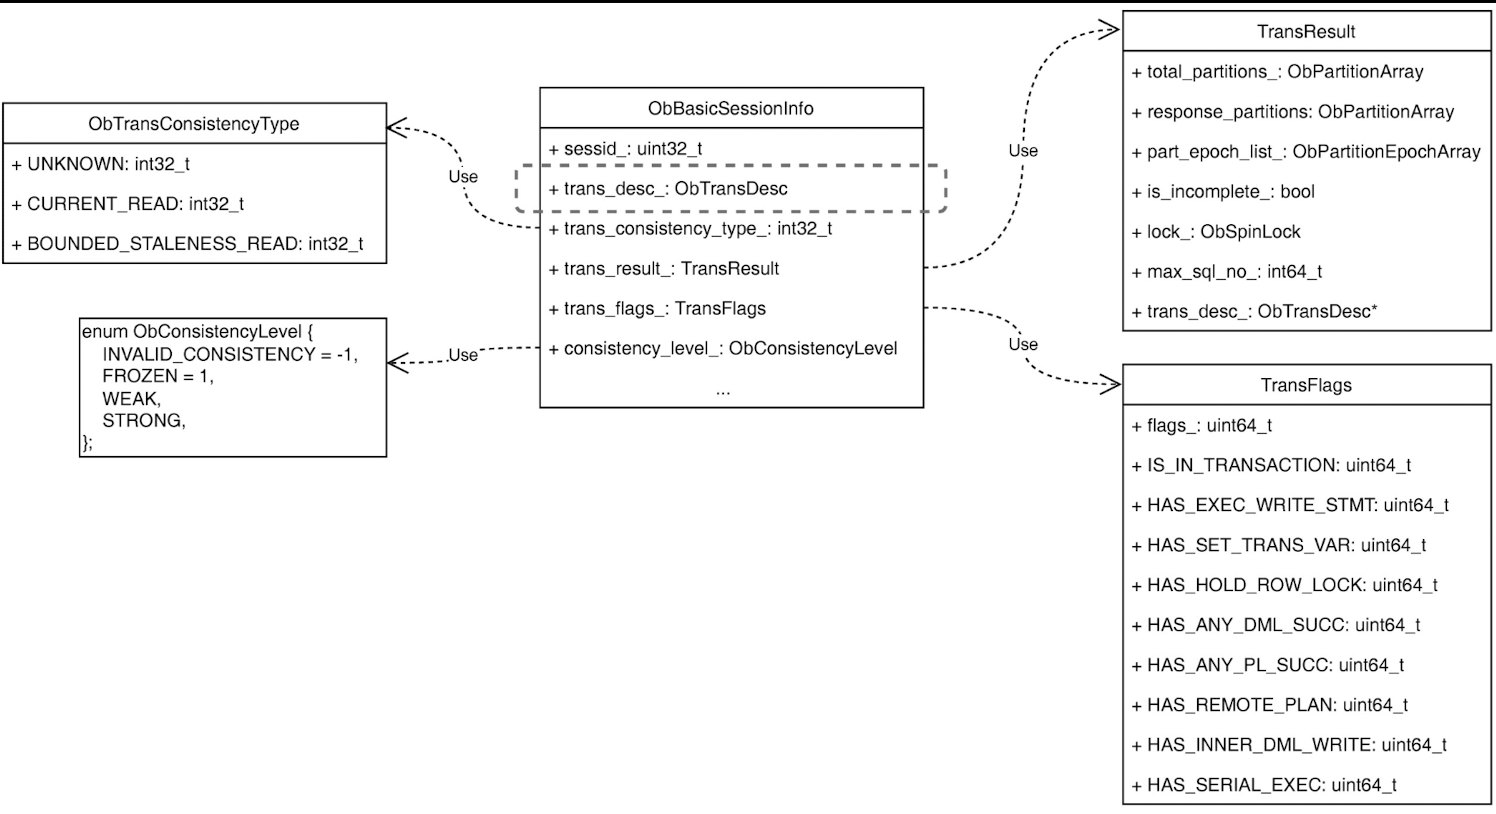 ObTransConsistencyType
+ UNKNOWN: int32_t
+ CURRENT_READ: int32_t
+ BOUNDED_STALENESS_READ: int32_t
enum ObConsistencyLevel {
INVALID_CONSISTENCY = -1,
FROZEN = 1,
WEAK,
STRONG,
};
Use
Use
ObBasicSessionInfo
+ sessid_: uint32_t
+ trans_desc_: ObTransDesc
+ trans_consistency_type_: int32_t
+ trans_result_: TransResult
+ trans_flags_: TransFlags
+ consistency_level_: ObConsistencyLevel
...
Use
Use
TransResult
+ total_partitions_: ObPartitionArray
+ response_partitions: ObPartitionArray
+ part_epoch_list_: ObPartitionEpochArray
+ is_incomplete_: bool
+ lock_: ObSpinLock
+ max_sql_no_: int64_t
+ trans_desc_: ObTransDesc*
TransFlags
+ flags_: uint64_t
+ IS_IN_TRANSACTION: uint64_t
+ HAS_EXEC_WRITE_STMT: uint64_t
+ HAS_SET_TRANS_VAR: uint64_t
+ HAS_HOLD_ROW_LOCK: uint64_t
+ HAS_ANY_DML_SUCC: uint64_t
+ HAS_ANY_PL_SUCC: uint64_t
+ HAS_REMOTE_PLAN: uint64_t
+ HAS_INNER_DML_WRITE: uint64_t
+ HAS_SERIAL_EXEC: uint64_t